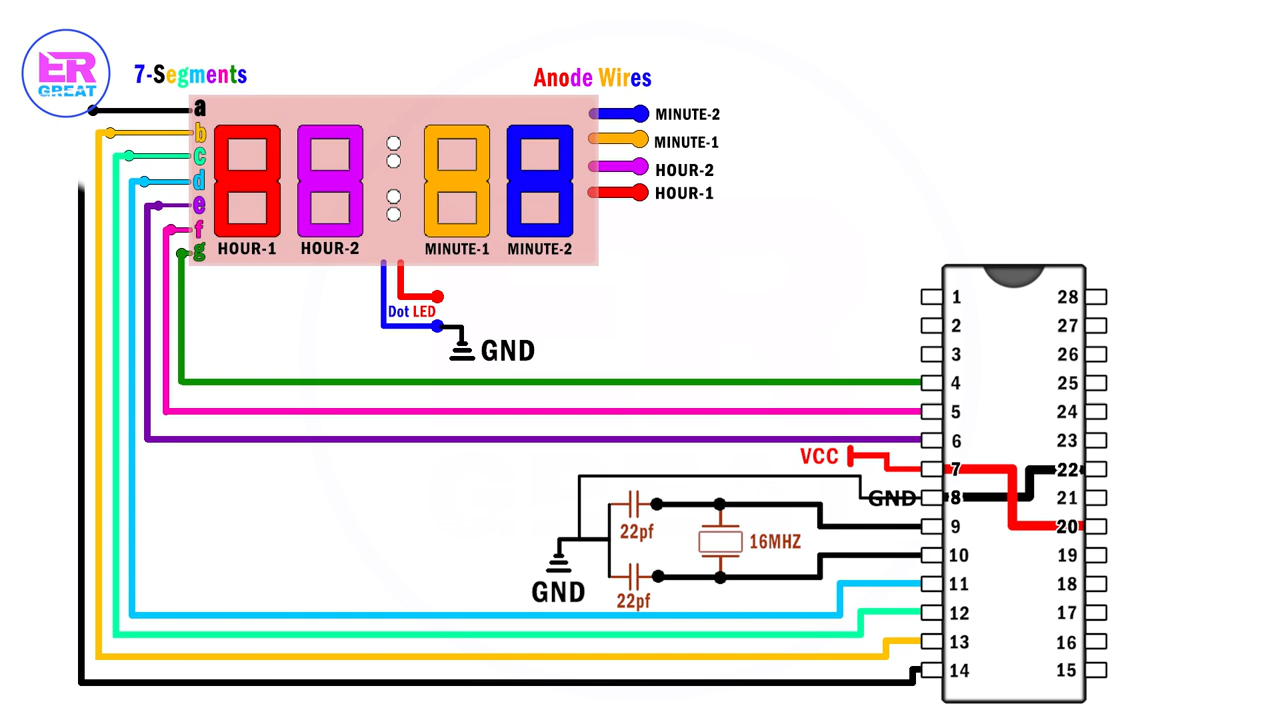 ER
GREAT
7-Segments
Anode Wires
a
b
c
d
e
f
g
HOUR-1
HOUR-2
MINUTE-1
MINUTE-2
MINUTE-2
MINUTE-1
HOUR-2
HOUR-1
Dot LED
GND
VCC
GND
22pf
16MHZ
22pf
GND
1 28
2 27
3 26
4 25
5 24
6 23
7 22
8 21
9 20
10 19
11 18
12 17
13 16
14 15